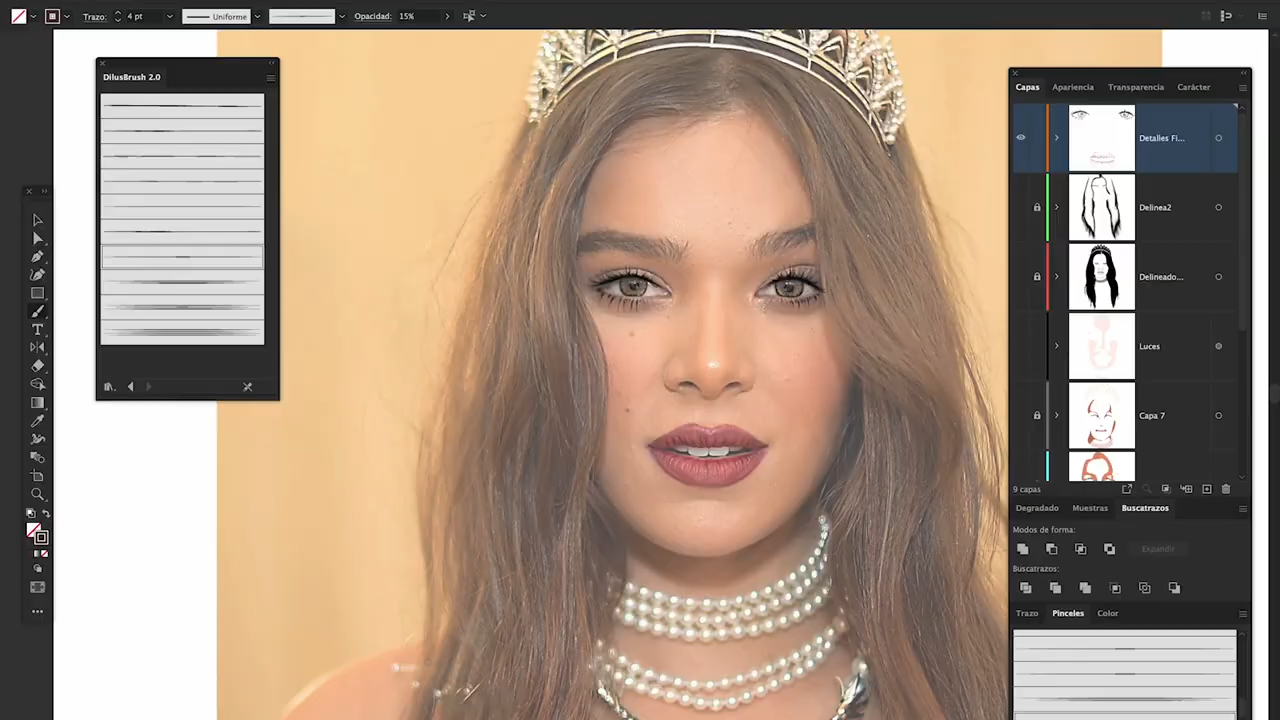 Trazo: 4 pt Uniforme Opacidad: 15%
DilusBrush 2.0
Capas Apariencia Transparencia Carácter
Detalles Fi...
Delinea2
Delineado...
Luces
Capa 7
9 capas
Degradado Muestras Buscatrazos
Modos de forma:
Expandir
Buscatrazos:
Trazo Pinceles Color